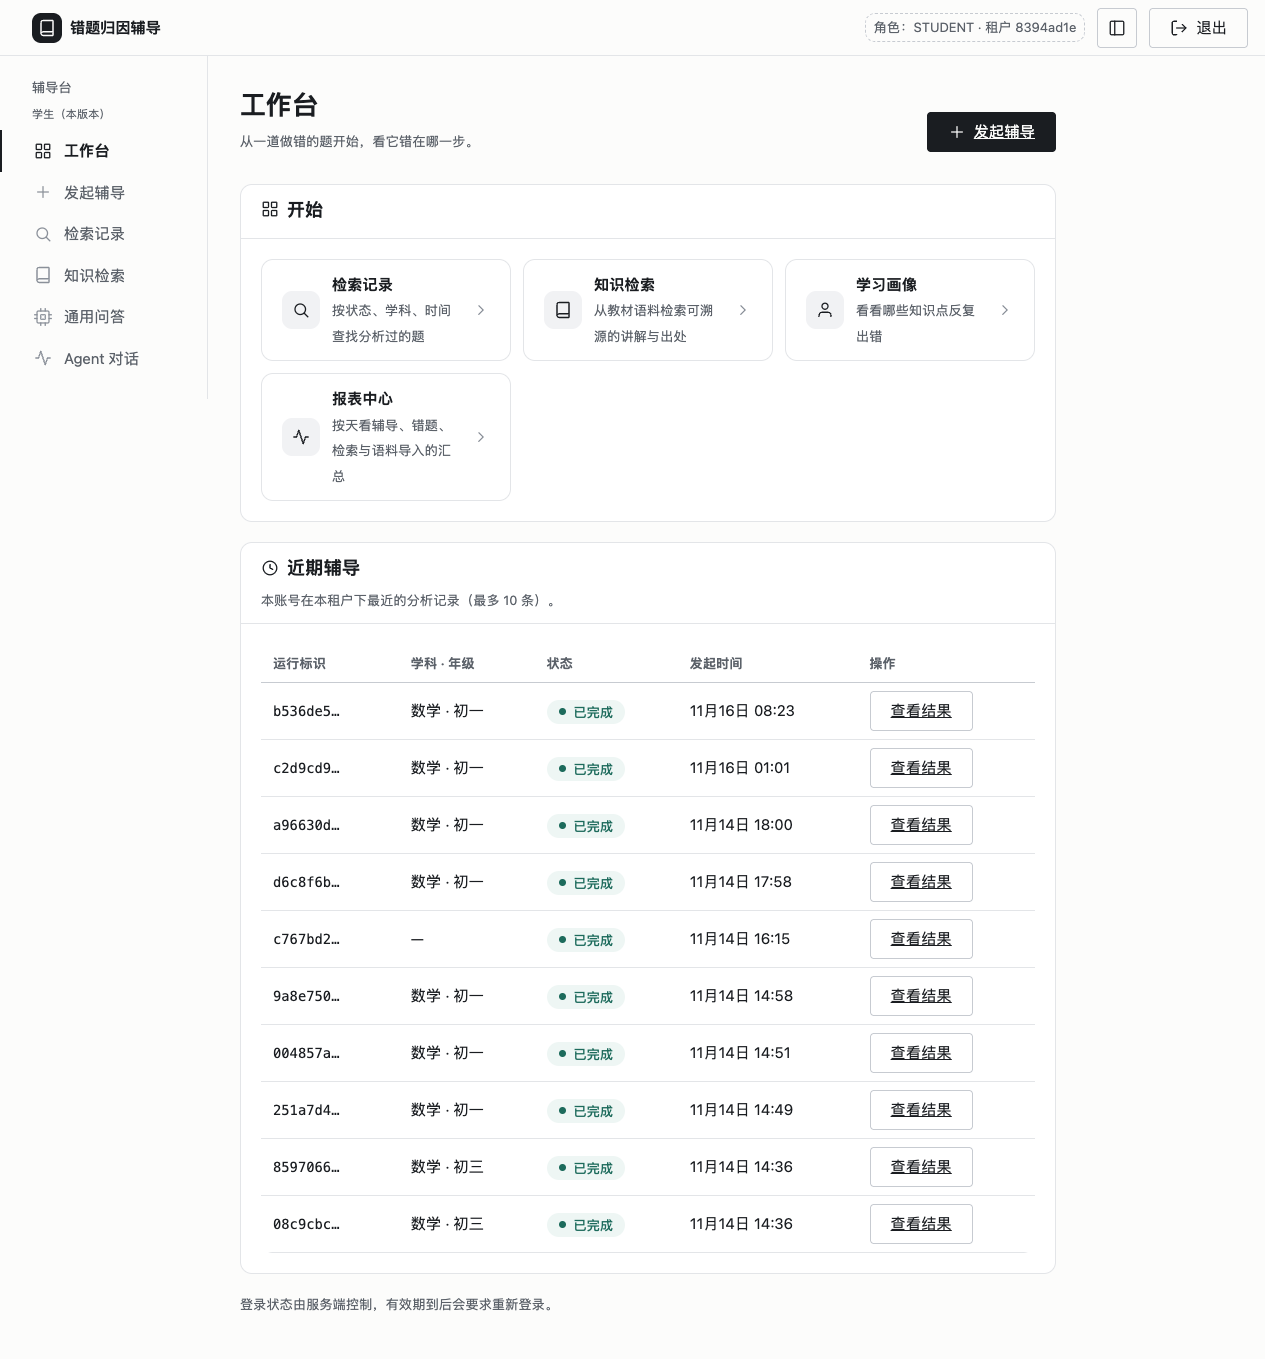 错题归因辅导
角色：STUDENT · 租户 8394ad1e
退出
辅导台
学生（本版本）
工作台
发起辅导
检索记录
知识检索
通用问答
Agent 对话
工作台
从一道做错的题开始，看它错在哪一步。
发起辅导
开始
检索记录
按状态、学科、时间
查找分析过的题
知识检索
从教材语料检索可溯
源的讲解与出处
学习画像
看看哪些知识点反复
出错
报表中心
按天看辅导、错题、
检索与语料导入的汇
总
近期辅导
本账号在本租户下最近的分析记录（最多 10 条）。
运行标识 学科 · 年级 状态 发起时间 操作
b536de5… 数学 · 初一 已完成 11月16日 08:23 查看结果
c2d9cd9… 数学 · 初一 已完成 11月16日 01:01 查看结果
a96630d… 数学 · 初一 已完成 11月14日 18:00 查看结果
d6c8f6b… 数学 · 初一 已完成 11月14日 17:58 查看结果
c767bd2… — 已完成 11月14日 16:15 查看结果
9a8e750… 数学 · 初一 已完成 11月14日 14:58 查看结果
004857a… 数学 · 初一 已完成 11月14日 14:51 查看结果
251a7d4… 数学 · 初一 已完成 11月14日 14:49 查看结果
8597066… 数学 · 初三 已完成 11月14日 14:36 查看结果
08c9cbc… 数学 · 初三 已完成 11月14日 14:36 查看结果
登录状态由服务端控制，有效期到后会要求重新登录。